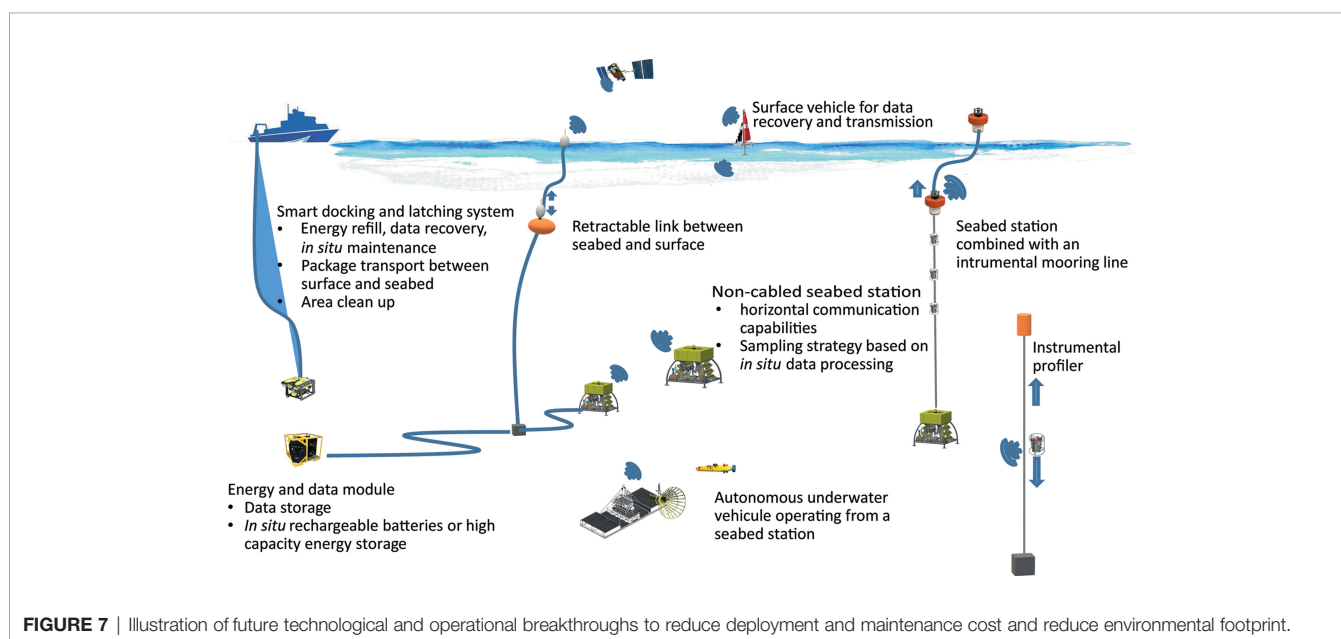 Surface vehicle for data
recovery and transmission
Smart docking and latching system
• Energy refill, data recovery,
in situ maintenance
• Package transport between
surface and seabed
• Area clean up
Retractable link between
seabed and surface
Seabed station
combined with an
intrumental mooring line
Non-cabled seabed station
• horizontal communication
capabilities
• Sampling strategy based on
in situ data processing
Instrumental
profiler
Energy and data module
• Data storage
• In situ rechargeable batteries or high
capacity energy storage
Autonomous underwater
vehicule operating from a
seabed station
FIGURE 7 | Illustration of future technological and operational breakthroughs to reduce deployment and maintenance cost and reduce environmental footprint.